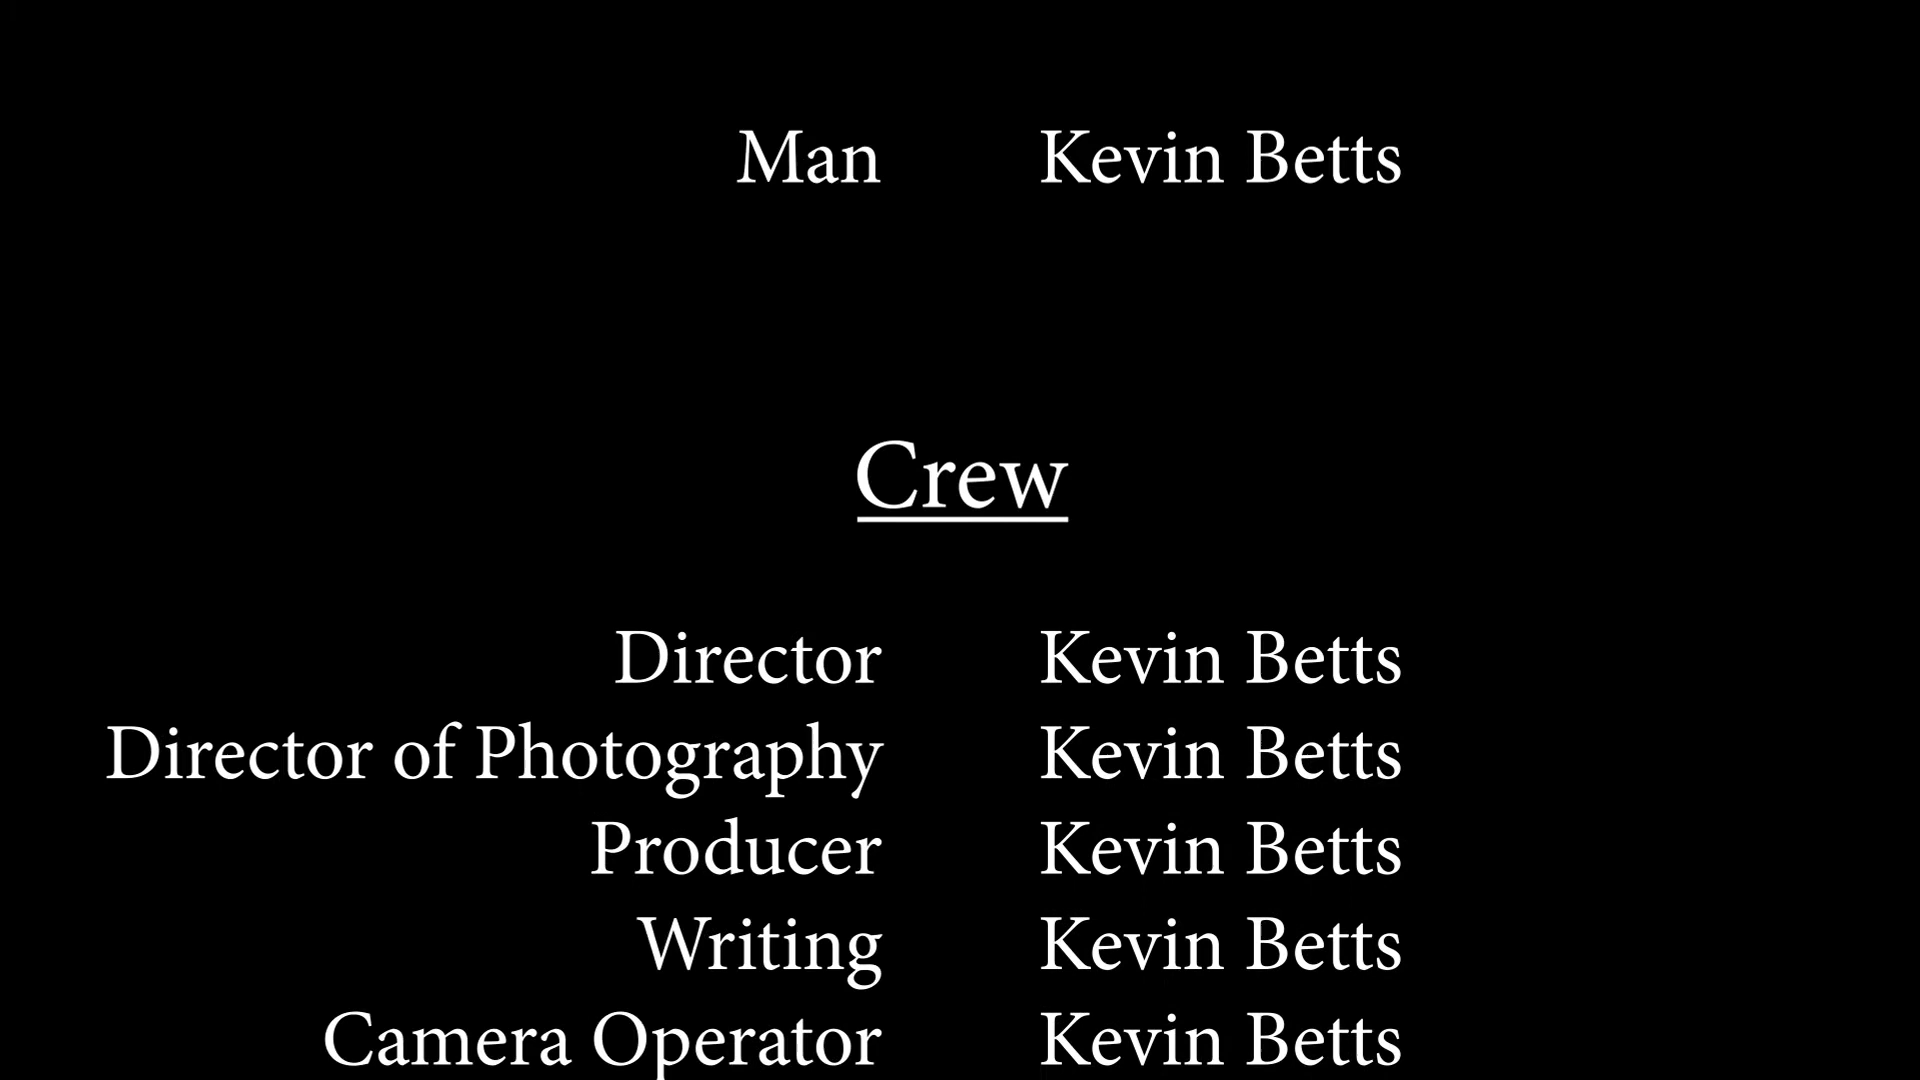 Man Kevin Betts
Crew
Director Kevin Betts
Director of Photography Kevin Betts
Producer Kevin Betts
Writing Kevin Betts
Camera Operator Kevin Betts